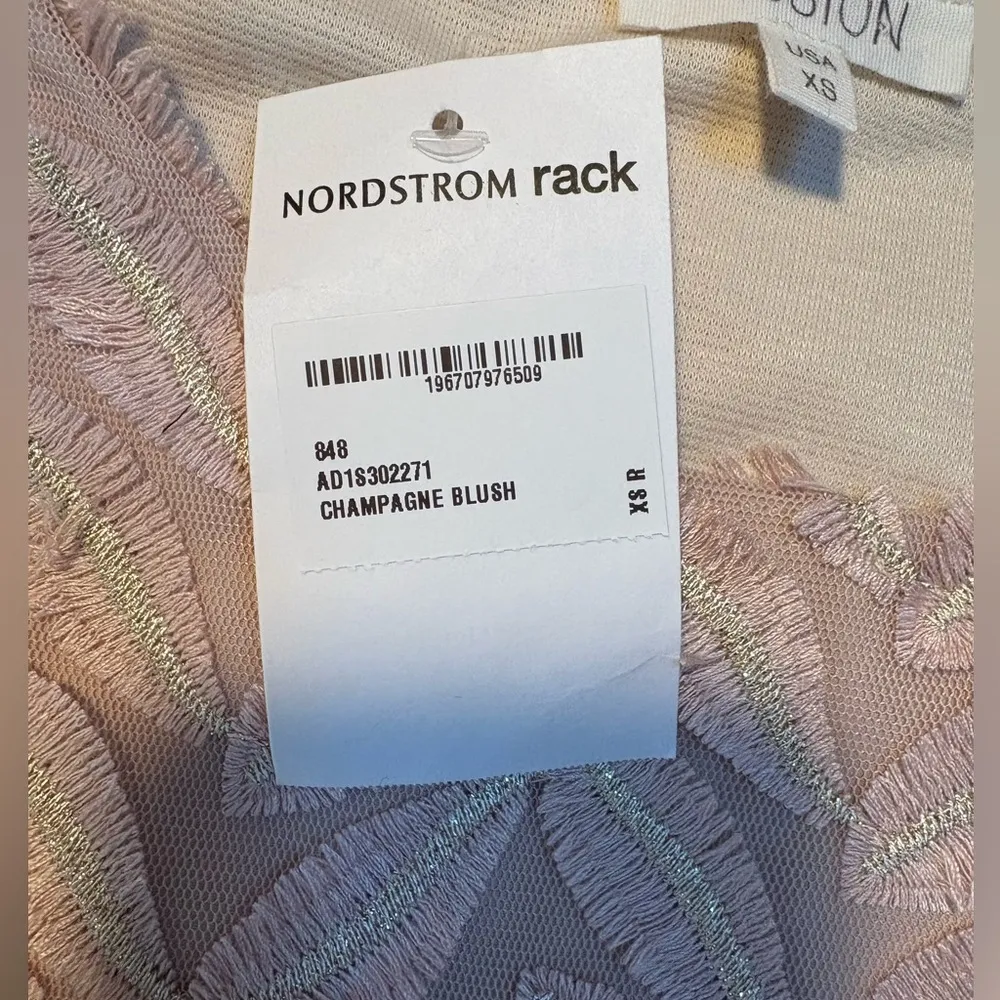 USA
XS
NORDSTROM rack
196707976509
848
AD1S302271
CHAMPAGNE BLUSH
XS R